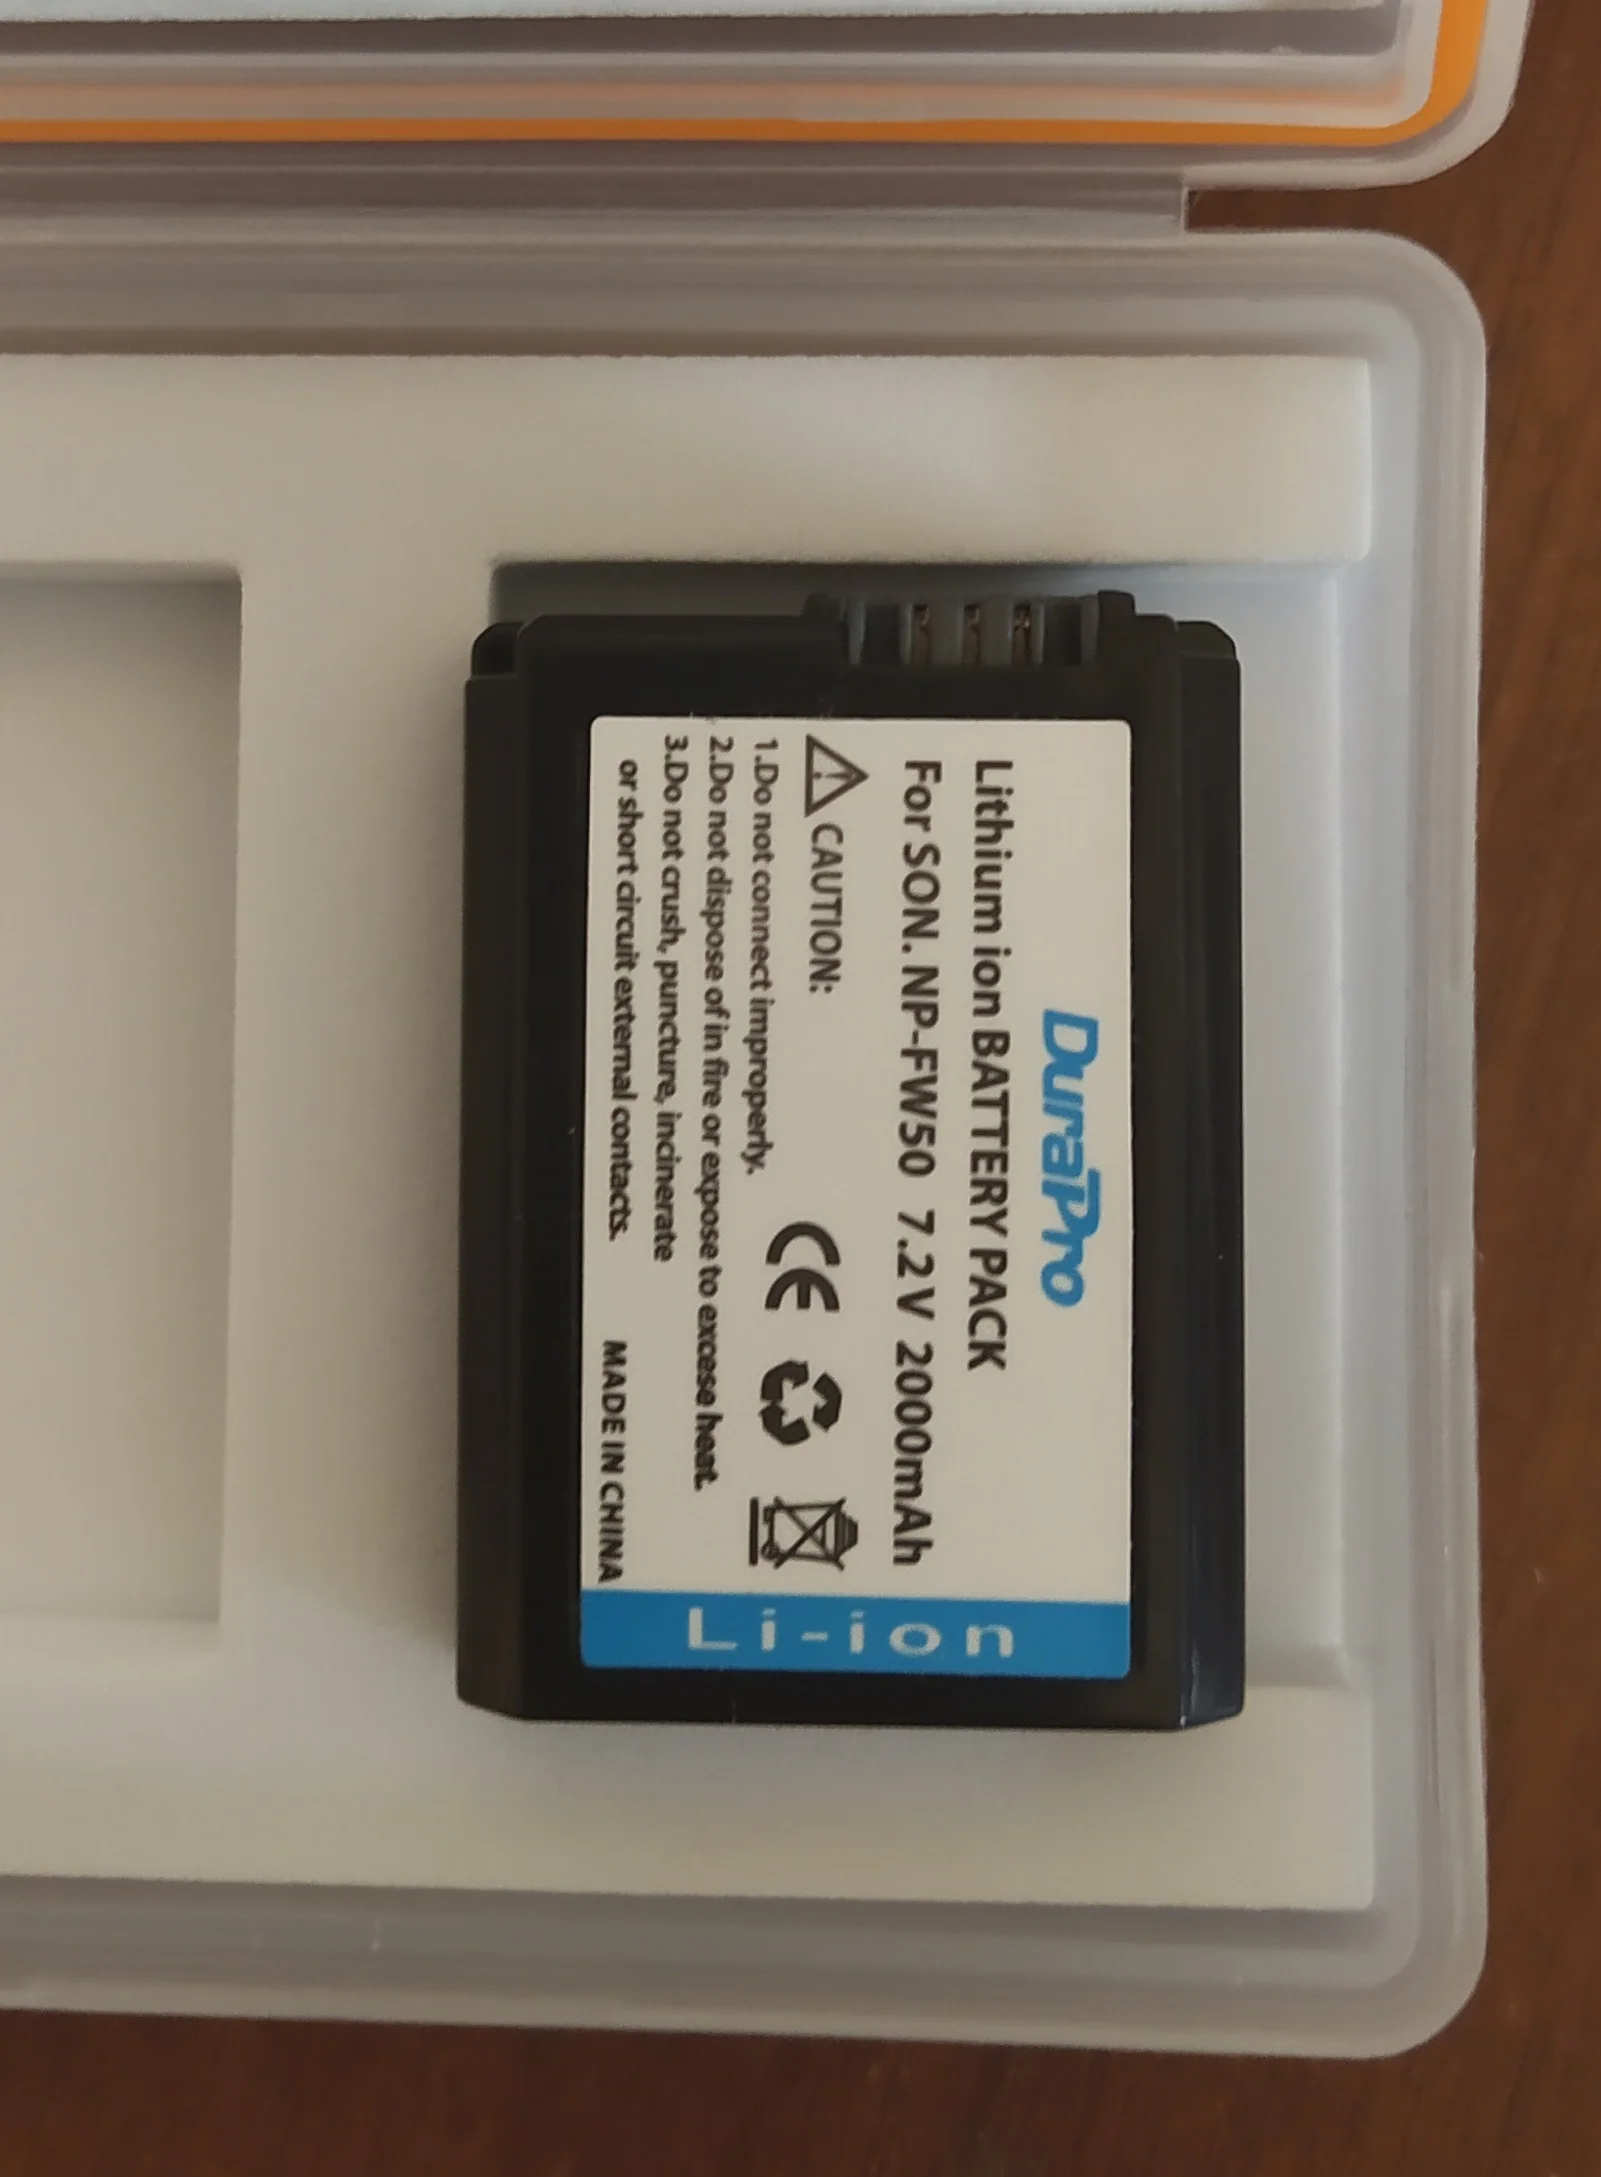 DuraPro
Lithium ion BATTERY PACK
For SON. NP-FW50 7.2V 2000mAh
CAUTION:
1.Do not connect improperly.
2.Do not dispose of in fire or expose to excese heat.
3.Do not crush, puncture, incinerate
or short circuit external contacts.
MADE IN CHINA
Li-ion